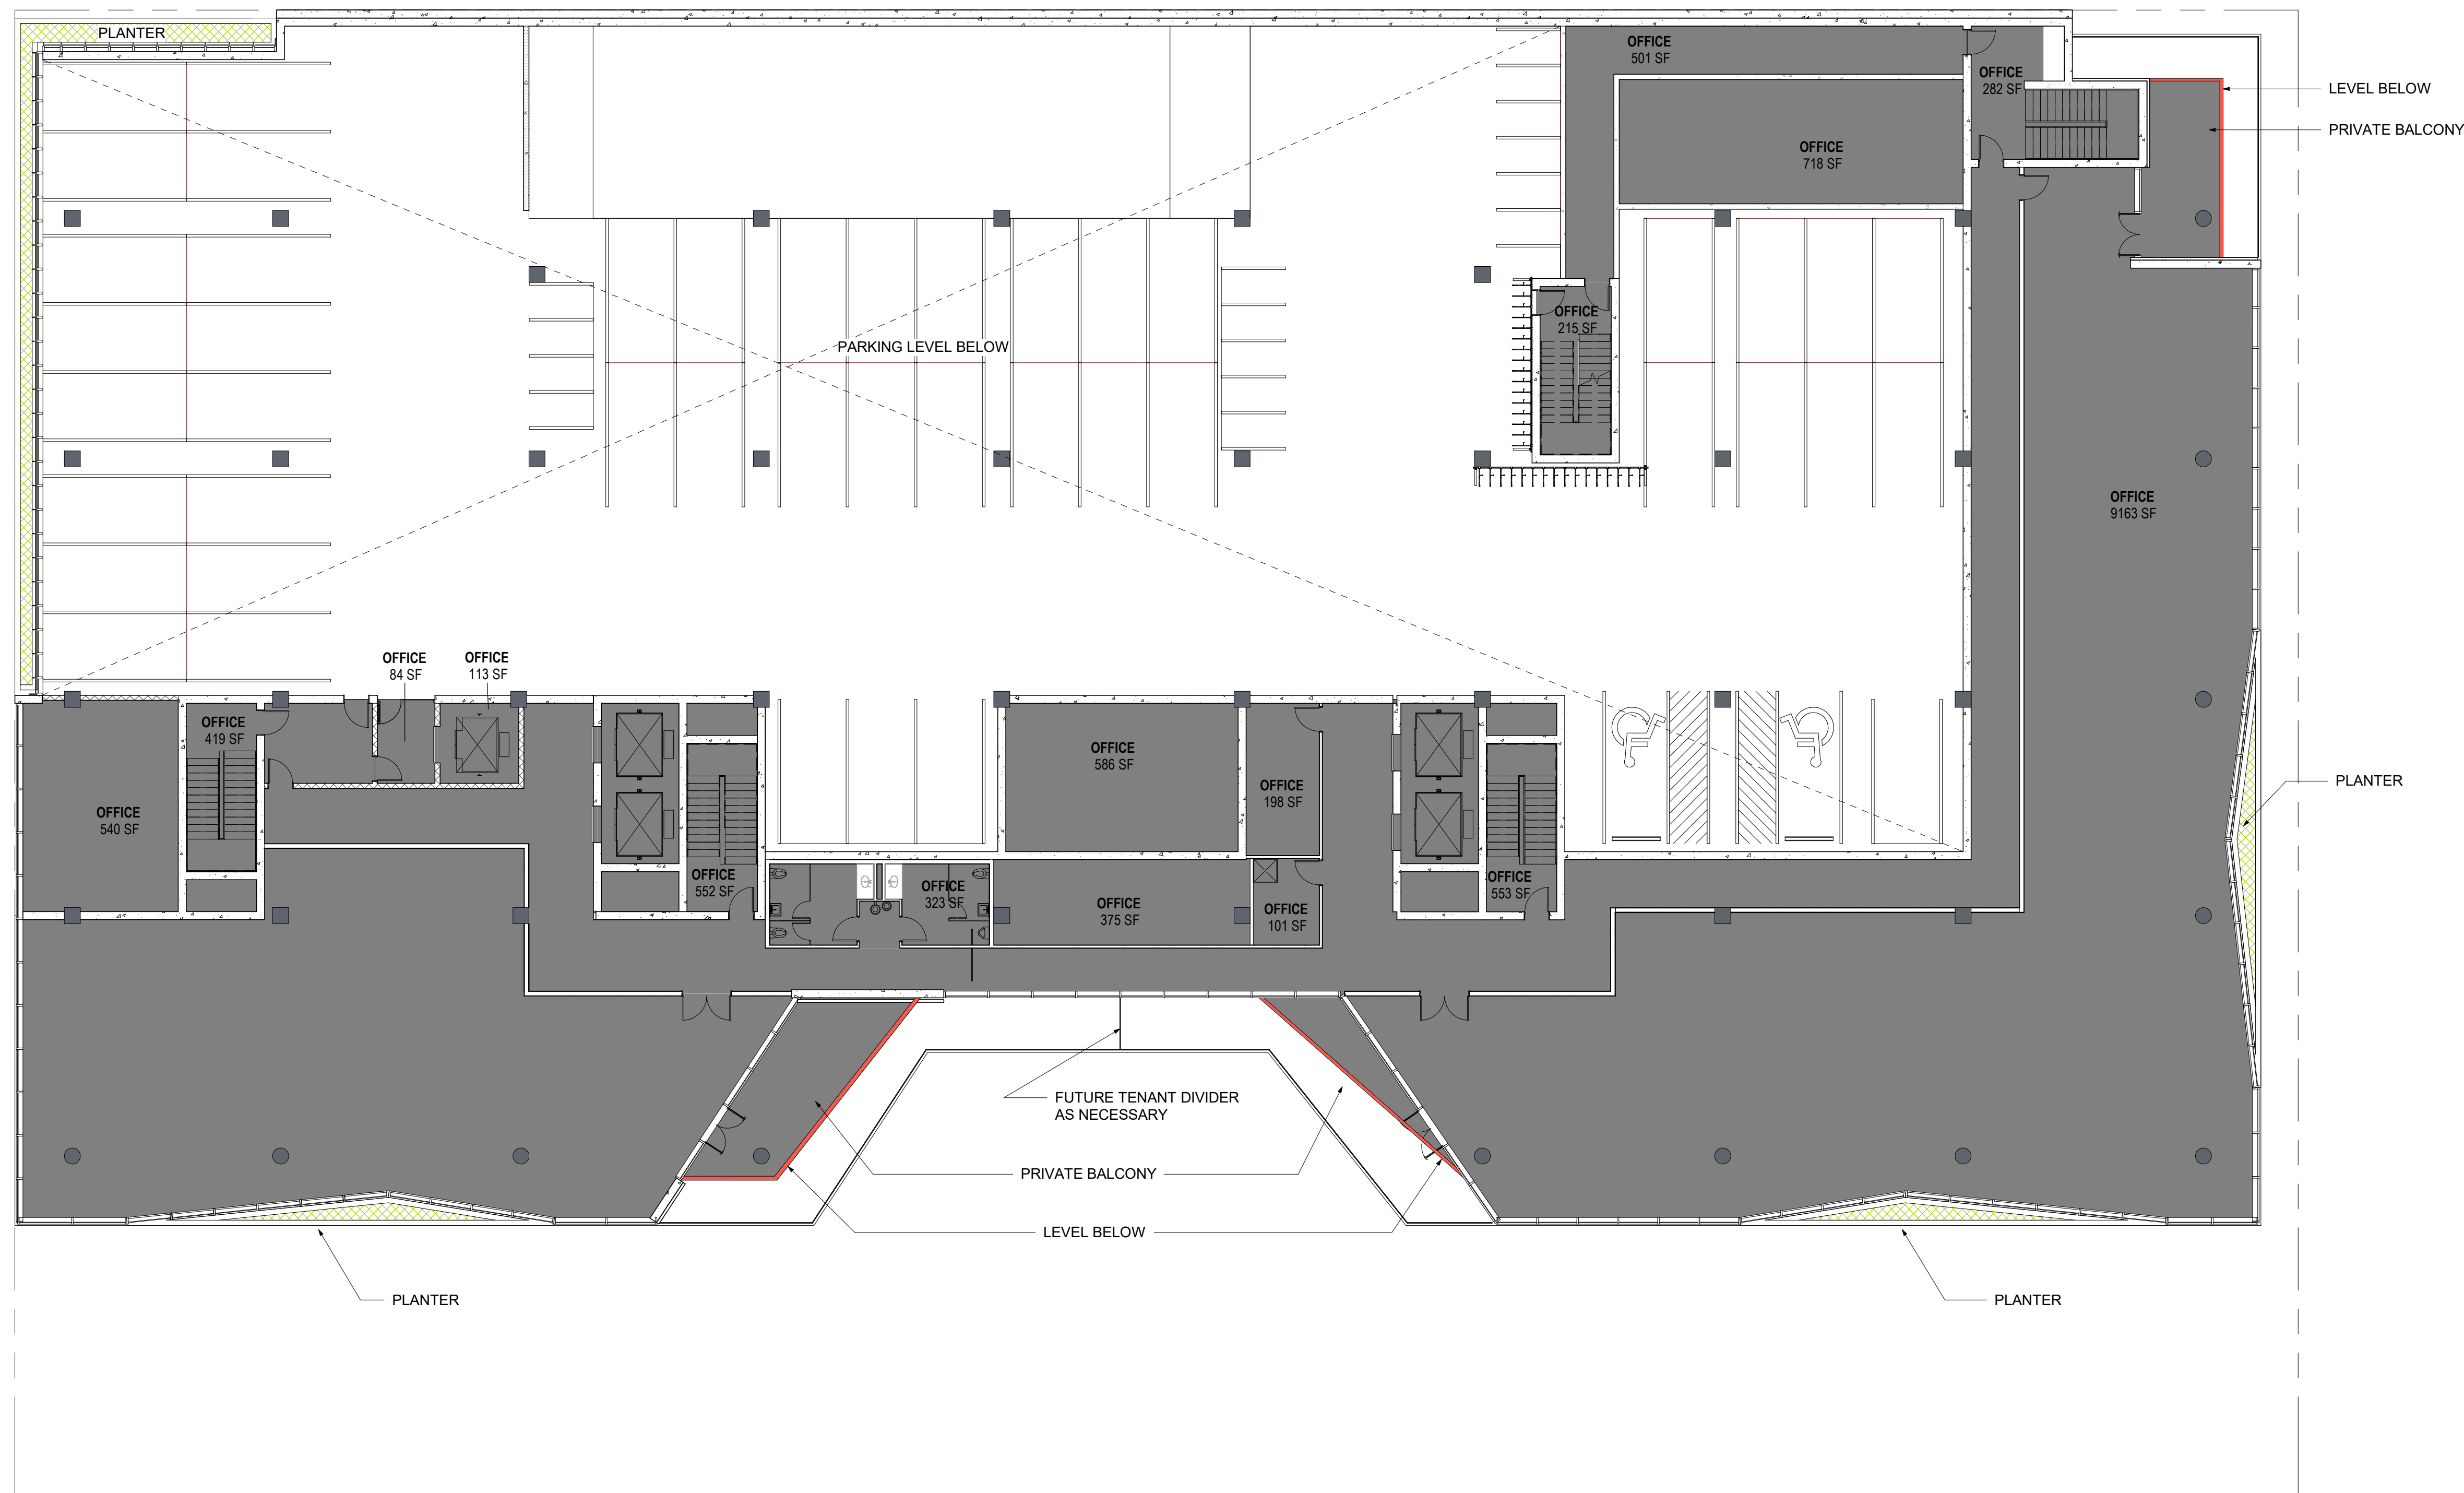 PLANTER
OFFICE
501 SF
OFFICE
282 SF
LEVEL BELOW
PRIVATE BALCONY
OFFICE
718 SF
OFFICE
215 SF
PARKING LEVEL BELOW
OFFICE
9163 SF
OFFICE
84 SF
OFFICE
113 SF
OFFICE
419 SF
OFFICE
586 SF
OFFICE
198 SF
PLANTER
OFFICE
540 SF
OFFICE
552 SF
OFFICE
323 SF
OFFICE
375 SF
OFFICE
101 SF
OFFICE
553 SF
FUTURE TENANT DIVIDER
AS NECESSARY
PRIVATE BALCONY
LEVEL BELOW
PLANTER
PLANTER